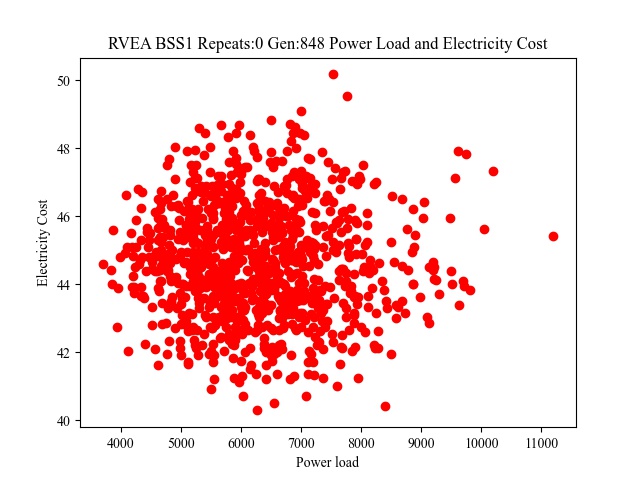 RVEA BSS1 Repeats:0 Gen:848 Power Load and Electricity Cost
50
48
46
44
42
40
Electricity Cost
4000 5000 6000 7000 8000 9000 10000 11000
Power load